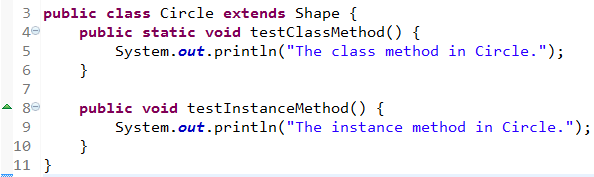 3 public class Circle extends Shape {
4 public static void testClassMethod() {
5 System.out.println("The class method in Circle.");
6 }
7
8 public void testInstanceMethod() {
9 System.out.println("The instance method in Circle.");
10 }
11 }